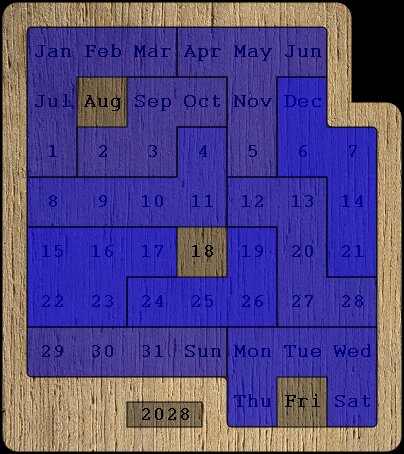 Jan Feb Mar Apr May Jun
Jul Aug Sep Oct Nov Dec
1 2 3 4 5 6 7
8 9 10 11 12 13 14
15 16 17 18 19 20 21
22 23 24 25 26 27 28
29 30 31 Sun Mon Tue Wed
Thu Fri Sat
2028